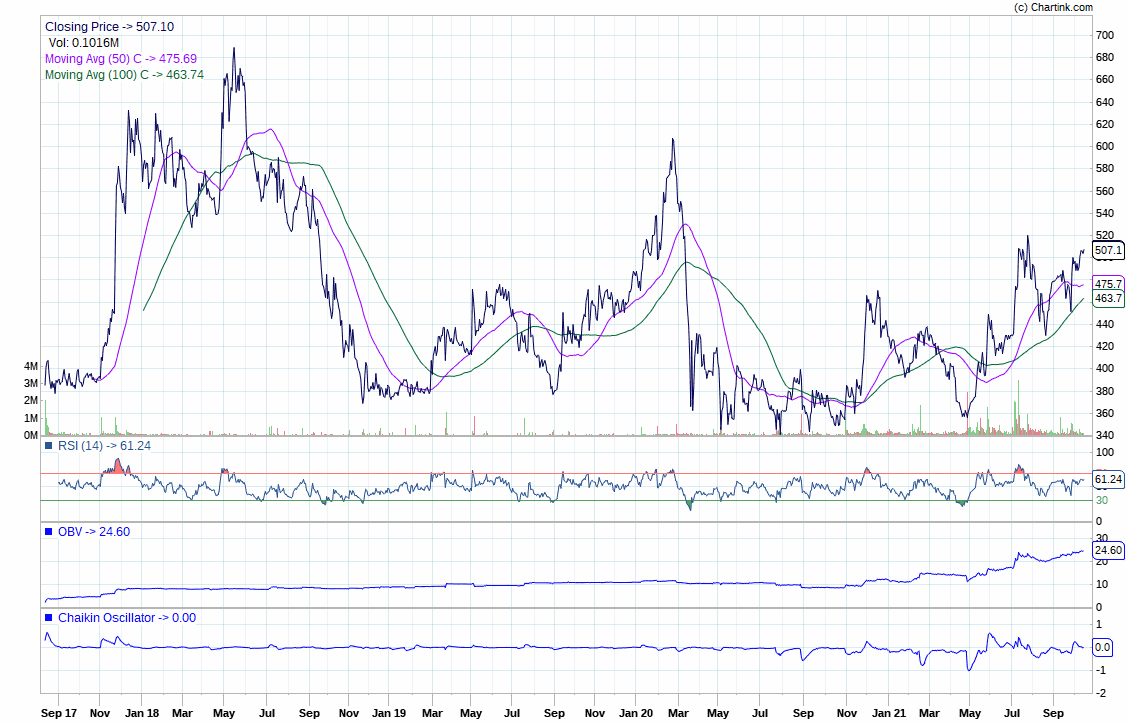 (c) Chartink.com
Closing Price -> 507.10
Vol: 0.1016M
Moving Avg (50) C -> 475.69
Moving Avg (100) C -> 463.74
700
680
660
640
620
600
580
560
540
520
507.1
475.7
463.7
440
420
400
380
360
340
4M
3M
2M
1M
0M
RSI (14) -> 61.24
100
61.24
30
0
OBV -> 24.60
30
24.60
20
10
0
Chaikin Oscillator -> 0.00
1
0.0
-1
-2
Sep 17 Nov Jan 18 Mar May Jul Sep Nov Jan 19 Mar May Jul Sep Nov Jan 20 Mar May Jul Sep Nov Jan 21 Mar May Jul Sep